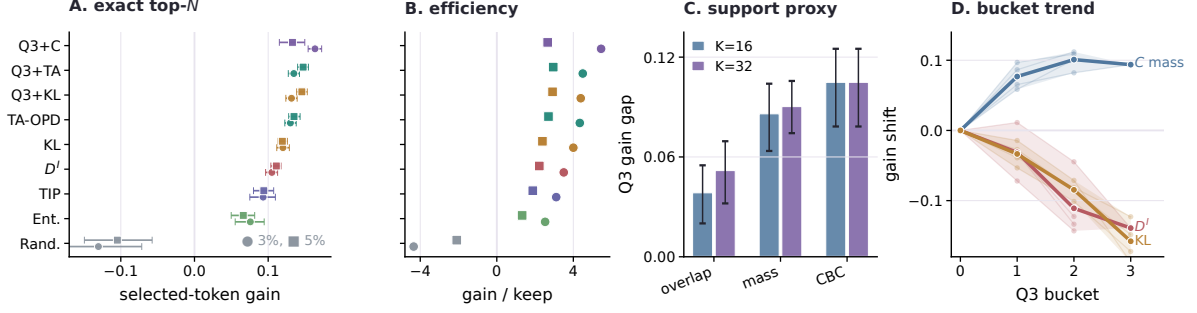 A. exact top-N
Q3+C
Q3+TA
Q3+KL
TA-OPD
KL
D^I
TIP
Ent.
Rand.
3%, 5%
−0.1 0.0 0.1
selected-token gain
B. efficiency
−4 0 4
gain / keep
C. support proxy
K=16
K=32
Q3 gain gap
0.12
0.06
0.00
overlap mass CBC
D. bucket trend
gain shift
0.1
0.0
−0.1
C mass
D^I
KL
0 1 2 3
Q3 bucket